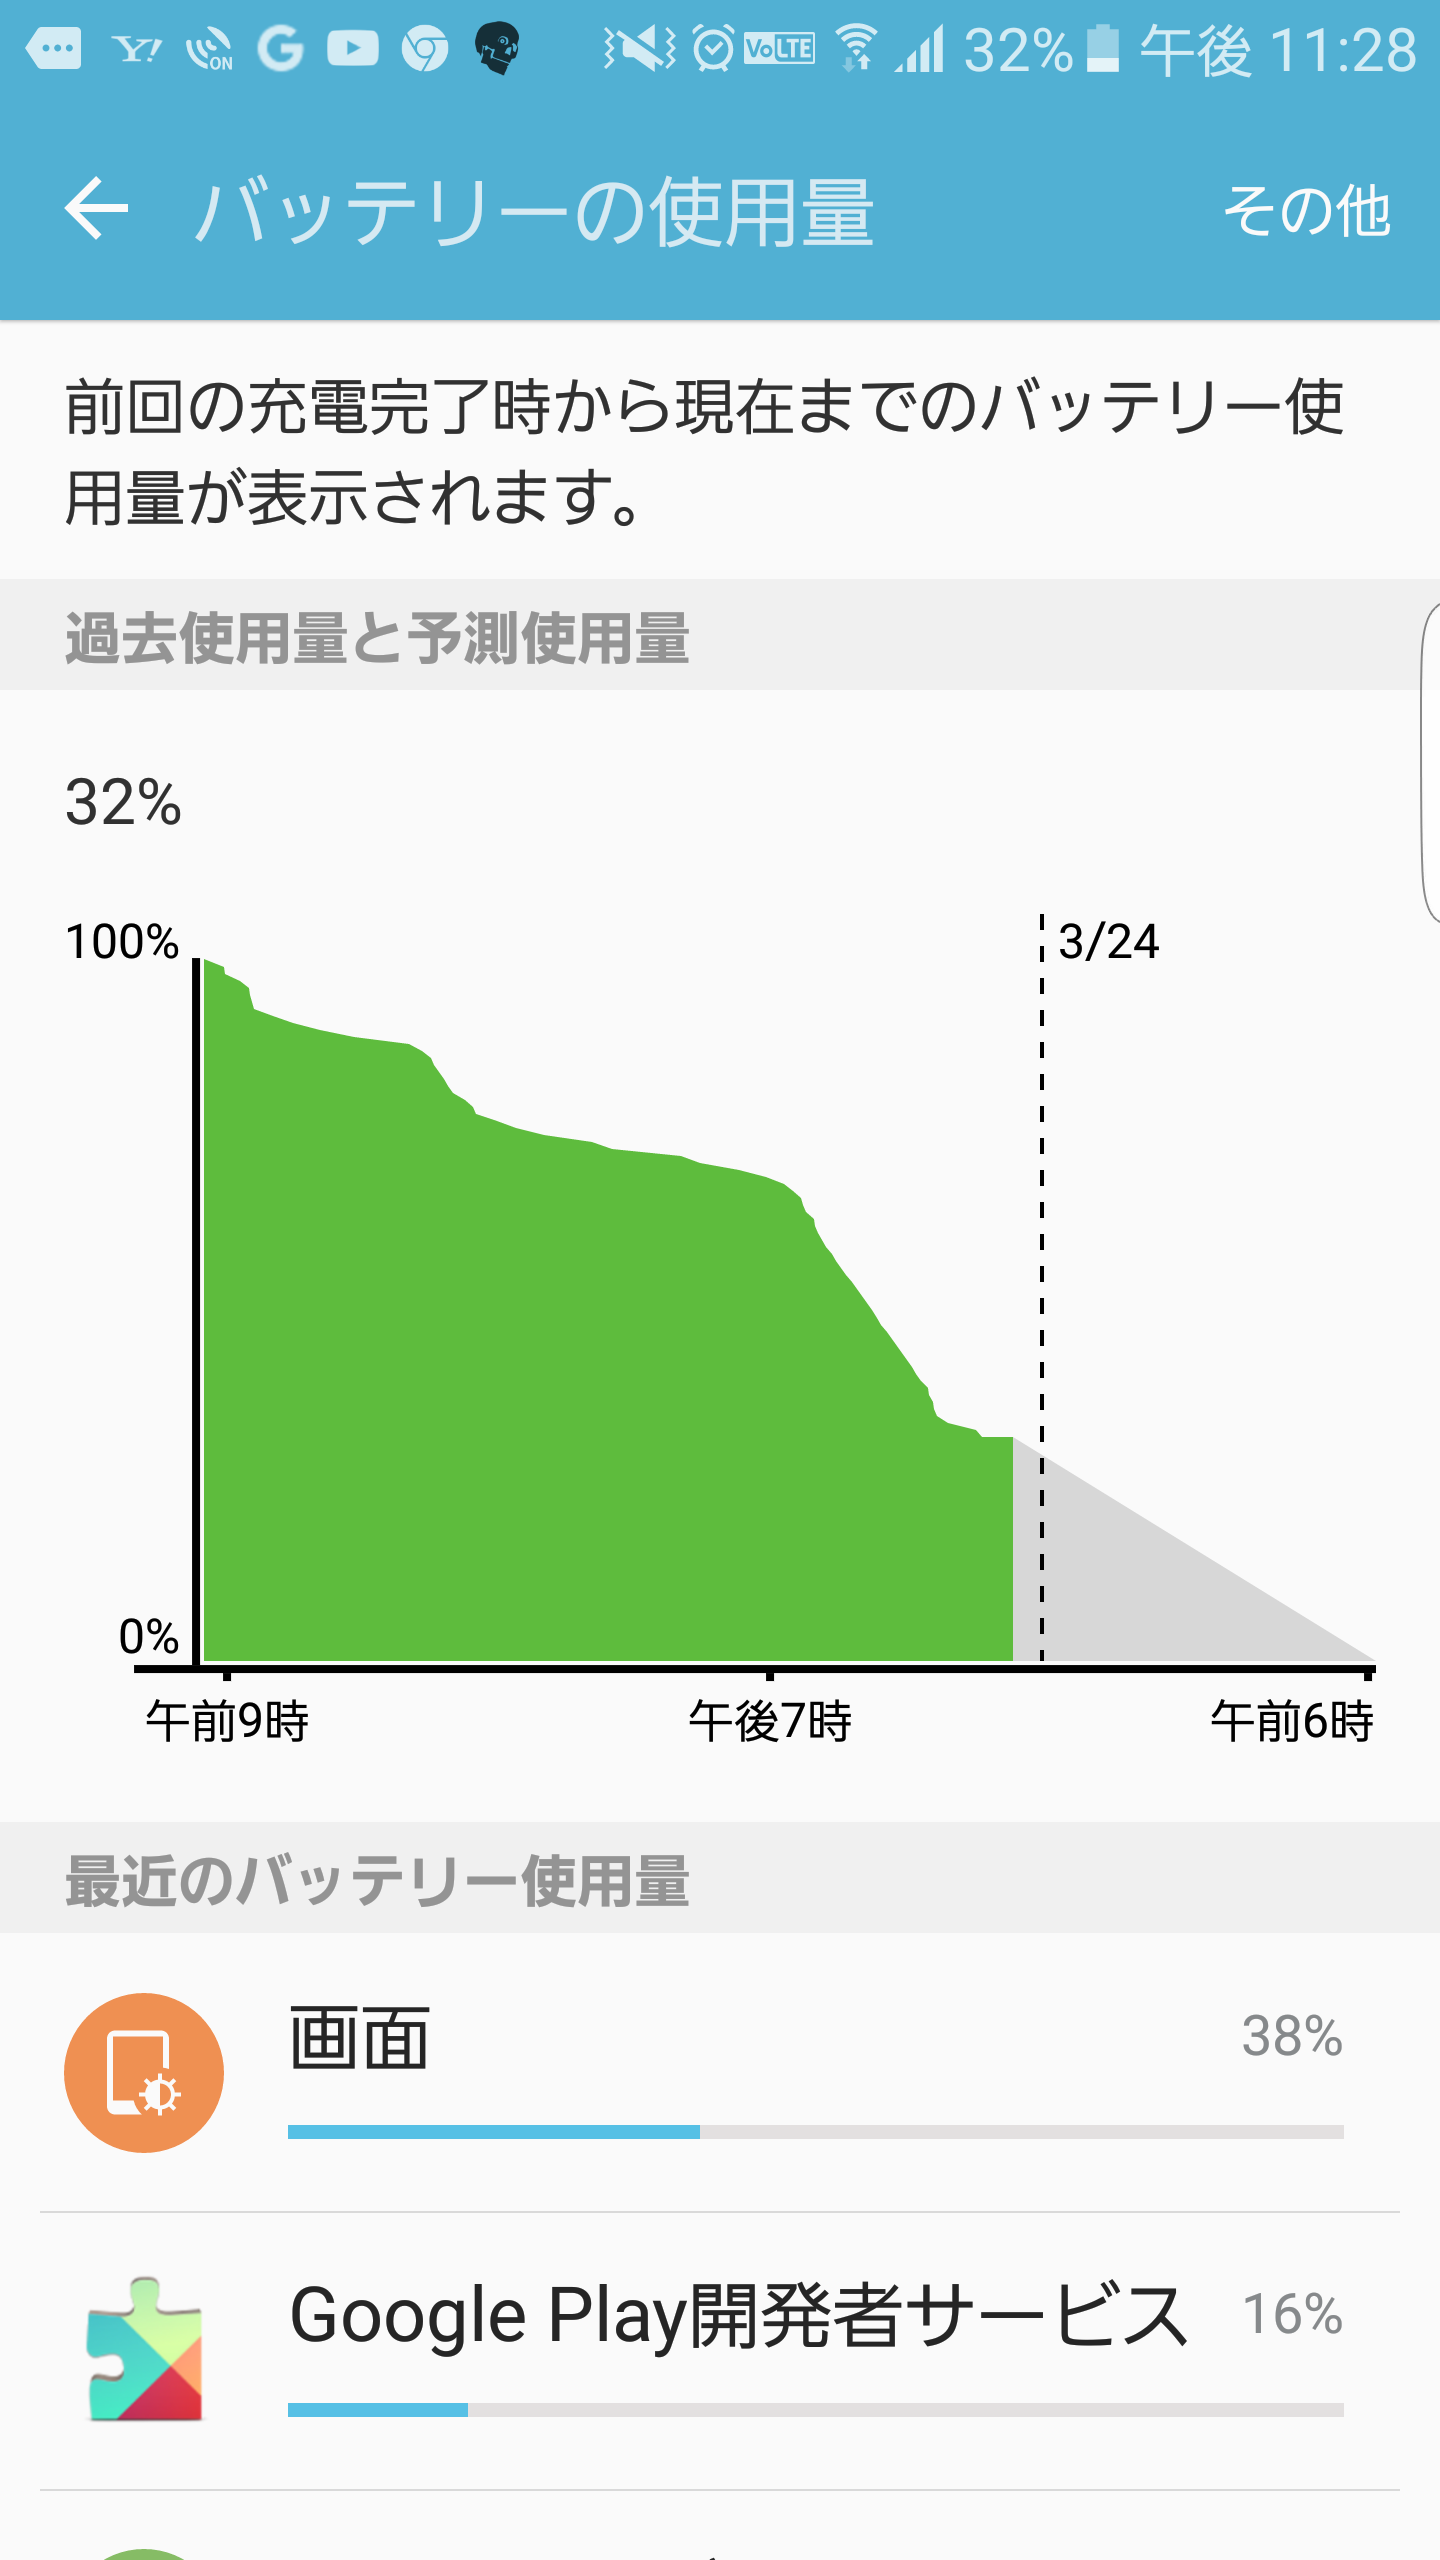 Y! ON G VoLTE 32% 午後 11:28
バッテリーの使用量 その他
前回の充電完了時から現在までのバッテリー使
用量が表示されます。
過去使用量と予測使用量
32%
100% 3/24
0%
午前9時 午後7時 午前6時
最近のバッテリー使用量
画面 38%
Google Play開発者サービス 16%